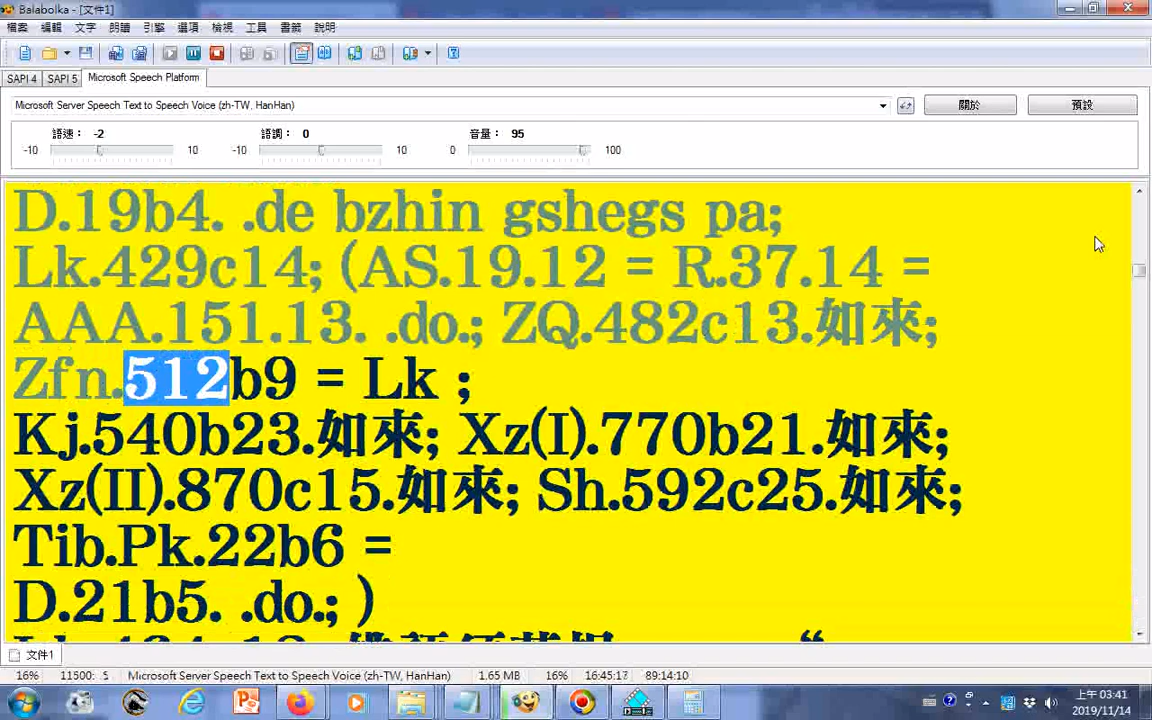 Balabolka - [文件1]
檔案 編輯 文字 朗讀 引擎 選項 檢視 工具 書籤 說明
SAPI 4 SAPI 5 Microsoft Speech Platform
Microsoft Server Speech Text to Speech Voice (zh-TW, HanHan) 關於 預設
語速： -2 語調： 0 音量： 95
-10 10 -10 10 0 100
D.19b4. .de bzhin gshegs pa;
Lk.429c14; (AS.19.12 = R.37.14 =
AAA.151.13. .do.; ZQ.482c13.如來;
Zfn.512b9 = Lk ;
Kj.540b23.如來; Xz(I).770b21.如來;
Xz(II).870c15.如來; Sh.592c25.如來;
Tib.Pk.22b6 =
D.21b5. .do.; )
文件1
16% 11500: 1.65 MB 16% 16:45:17 89:14:10
Microsoft Server Speech Text to Speech Voice (zh-TW, HanHan)
上午 03:41
2019/11/14